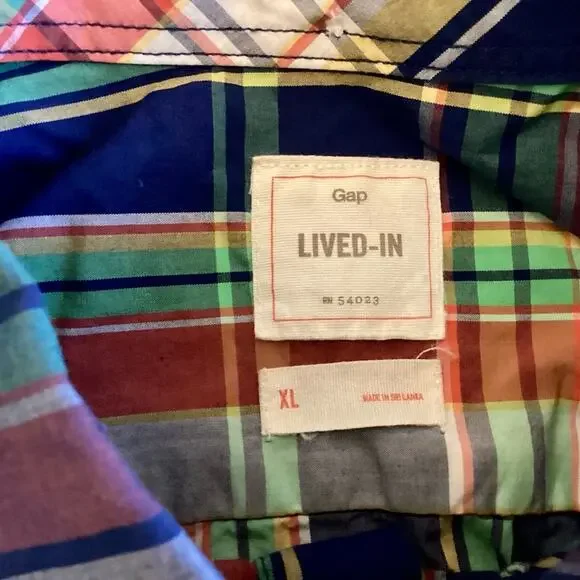 Gap
LIVED-IN
RN 54023
XL
MADE IN SRI LANKA